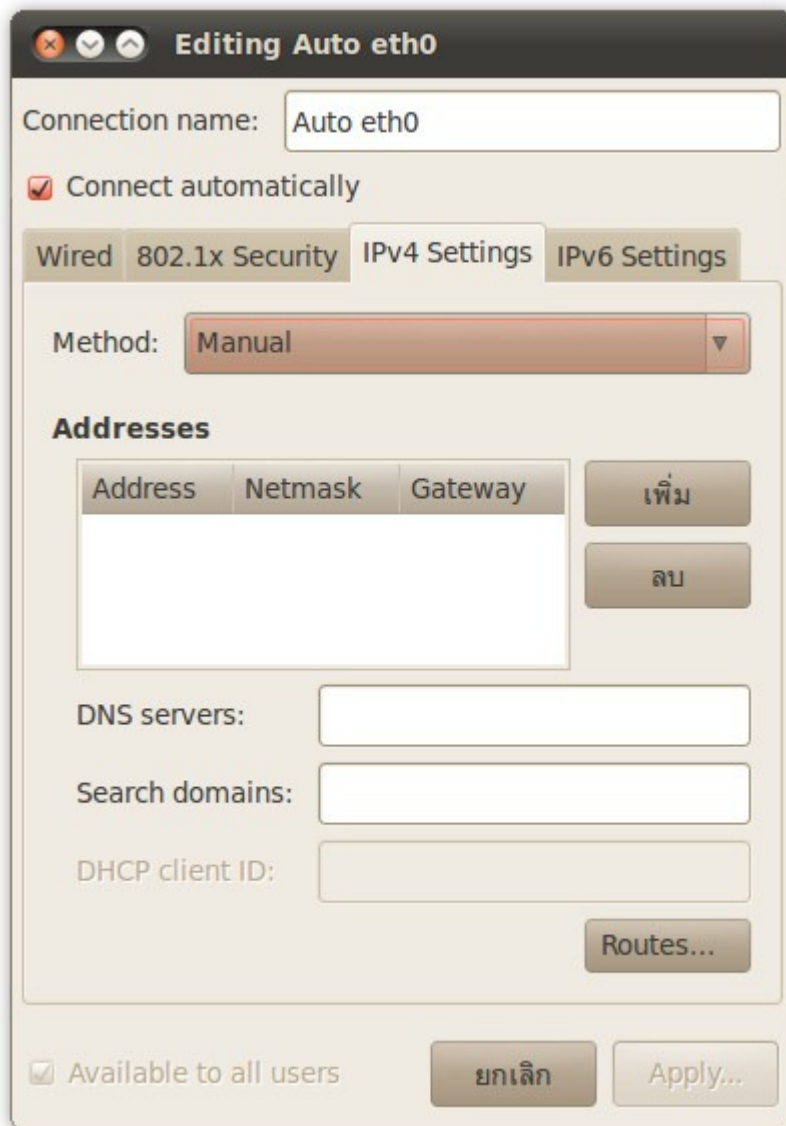 Editing Auto eth0
Connection name: Auto eth0
Connect automatically
Wired 802.1x Security IPv4 Settings IPv6 Settings
Method: Manual
Addresses
Address Netmask Gateway
เพิ่ม
ลบ
DNS servers:
Search domains:
DHCP client ID:
Routes...
Available to all users ยกเลิก Apply...